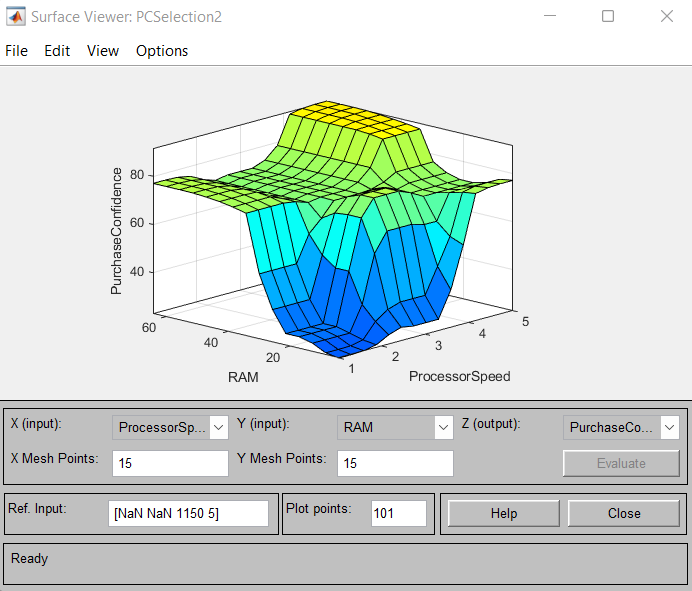 Surface Viewer: PCSelection2
File Edit View Options
80
60
40
PurchaseConfidence
60
40
20
RAM
1
2
3
4
5
ProcessorSpeed
X (input): ProcessorSp... Y (input): RAM Z (output): PurchaseCo...
X Mesh Points: 15 Y Mesh Points: 15 Evaluate
Ref. Input: [NaN NaN 1150 5] Plot points: 101 Help Close
Ready